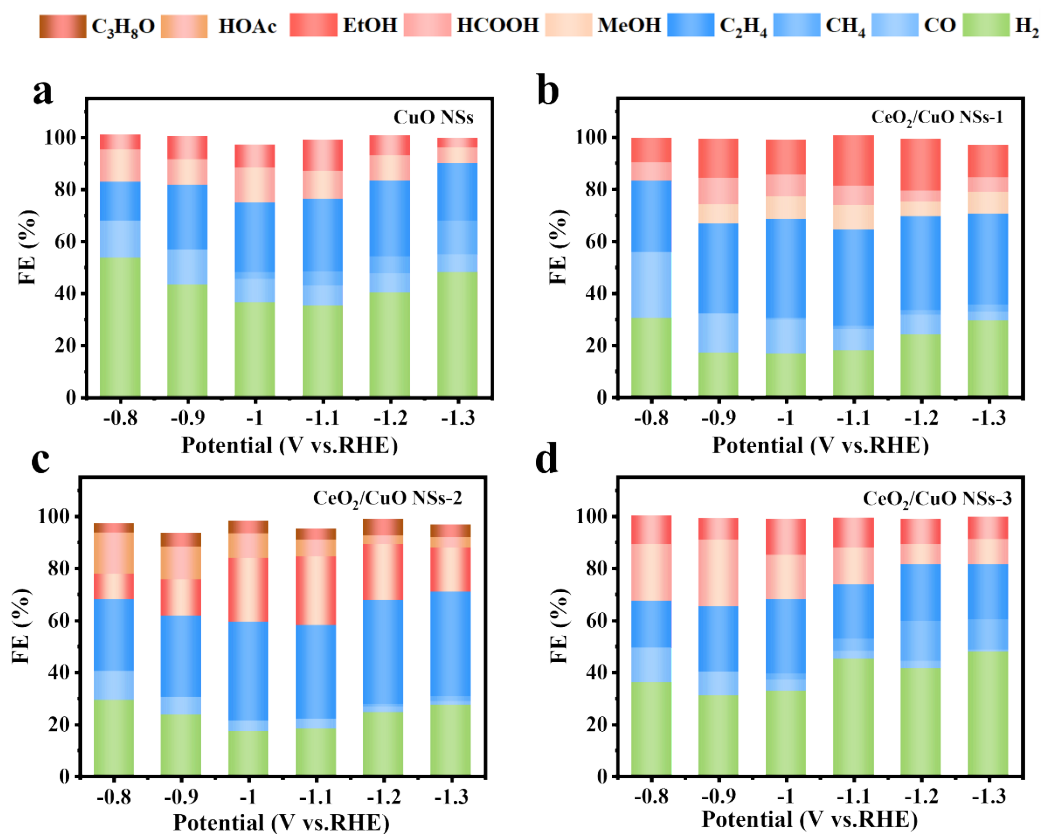 C₃H₈O HOAc EtOH HCOOH MeOH C₂H₄ CH₄ CO H₂
a
CuO NSs
FE (%)
100
80
60
40
20
0
-0.8 -0.9 -1 -1.1 -1.2 -1.3
Potential (V vs.RHE)
b
CeO₂/CuO NSs-1
FE (%)
100
80
60
40
20
0
-0.8 -0.9 -1 -1.1 -1.2 -1.3
Potential (V vs.RHE)
c
CeO₂/CuO NSs-2
FE (%)
100
80
60
40
20
0
-0.8 -0.9 -1 -1.1 -1.2 -1.3
Potential (V vs.RHE)
d
CeO₂/CuO NSs-3
FE (%)
100
80
60
40
20
0
-0.8 -0.9 -1 -1.1 -1.2 -1.3
Potential (V vs.RHE)